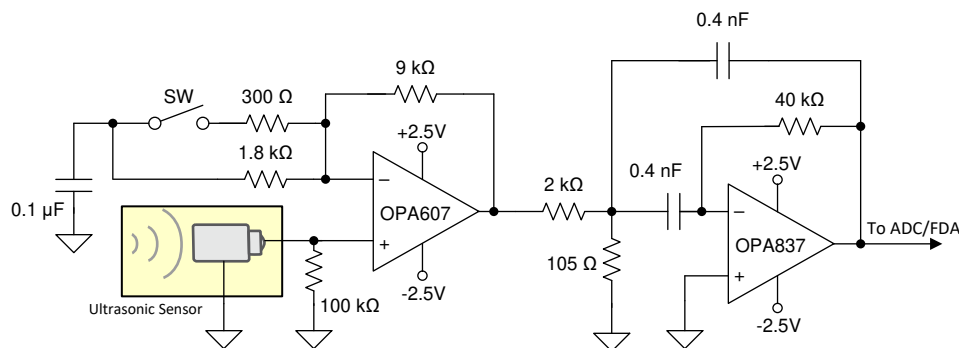 0.4 nF
9 kΩ
SW
300 Ω
40 kΩ
+2.5V
1.8 kΩ
+2.5V
0.4 nF
–
2 kΩ
–
0.1 µF
OPA607
OPA837
To ADC/FDA
+
105 Ω
+
-2.5V
100 kΩ
-2.5V
Ultrasonic Sensor